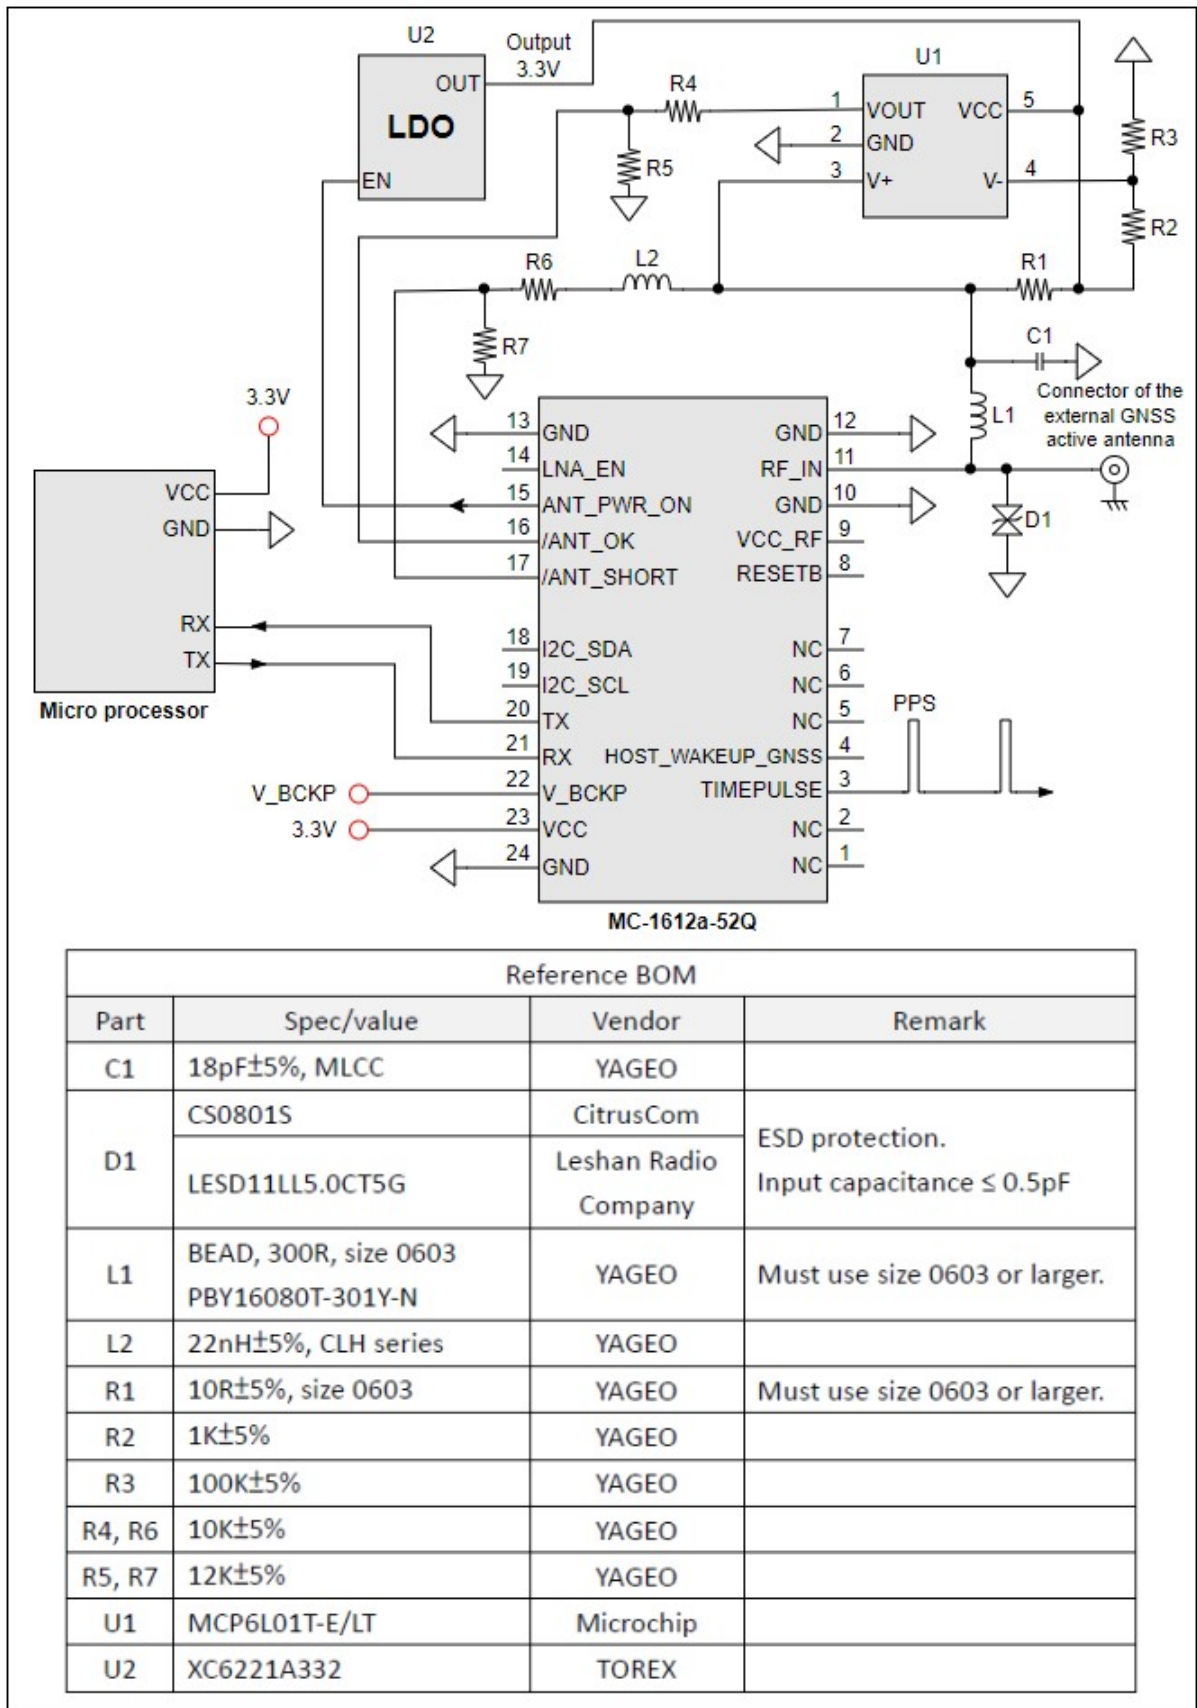 U2
Output
3.3V
OUT
LDO
EN
U1
R4
1
VOUT
VCC
5
2
GND
R3
R5
3
V+
V-
4
R2
R6
L2
R1
R7
C1
3.3V
Connector of the
external GNSS
active antenna
L1
13
GND
GND
12
14
LNA_EN
RF_IN
11
VCC
15
ANT_PWR_ON
GND
10
GND
16
/ANT_OK
VCC_RF
9
D1
17
/ANT_SHORT
RESETB
8
RX
18
I2C_SDA
NC
7
TX
19
I2C_SCL
NC
6
Micro processor
20
TX
NC
5
PPS
21
RX
HOST_WAKEUP_GNSS
4
V_BCKP
22
V_BCKP
TIMEPULSE
3
3.3V
23
VCC
NC
2
24
GND
NC
1
MC-1612a-52Q
Reference BOM
Part Spec/value Vendor Remark
C1 18pF±5%, MLCC YAGEO
D1 CS0801S CitrusCom
LESD11LL5.0CT5G Leshan Radio
Company
ESD protection.
Input capacitance ≤ 0.5pF
L1 BEAD, 300R, size 0603
PBY16080T-301Y-N YAGEO Must use size 0603 or larger.
L2 22nH±5%, CLH series YAGEO
R1 10R±5%, size 0603 YAGEO Must use size 0603 or larger.
R2 1K±5% YAGEO
R3 100K±5% YAGEO
R4, R6 10K±5% YAGEO
R5, R7 12K±5% YAGEO
U1 MCP6L01T-E/LT Microchip
U2 XC6221A332 TOREX